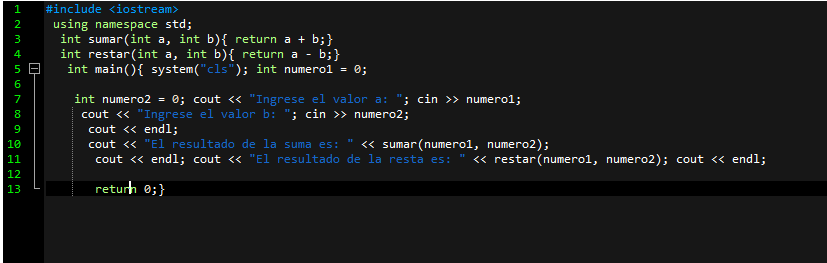 1 #include <iostream>
2 using namespace std;
3 int sumar(int a, int b){ return a + b;}
4 int restar(int a, int b){ return a - b;}
5 int main(){ system("cls"); int numero1 = 0;
6
7 int numero2 = 0; cout << "Ingrese el valor a: "; cin >> numero1;
8 cout << "Ingrese el valor b: "; cin >> numero2;
9 cout << endl;
10 cout << "El resultado de la suma es: " << sumar(numero1, numero2);
11 cout << endl; cout << "El resultado de la resta es: " << restar(numero1, numero2); cout << endl;
12
13 return 0;}